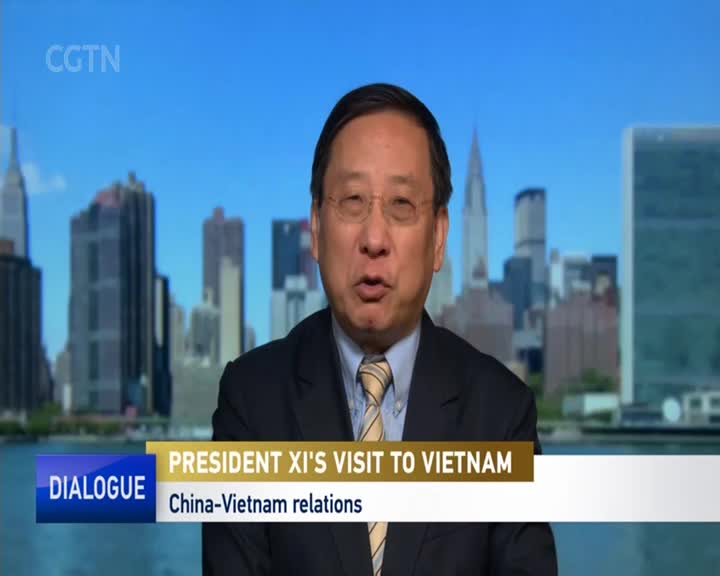 CGTN
PRESIDENT XI'S VISIT TO VIETNAM
DIALOGUE
China-Vietnam relations